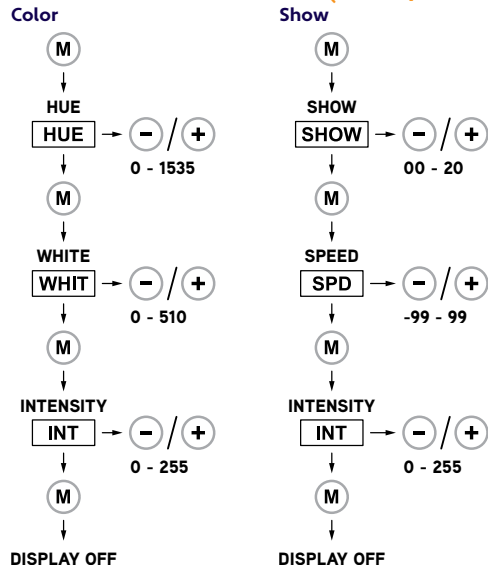 Color
M
HUE
HUE
- / +
0 - 1535
M
WHITE
WHIT
- / +
0 - 510
M
INTENSITY
INT
- / +
0 - 255
M
DISPLAY OFF
Show
M
SHOW
SHOW
- / +
00 - 20
M
SPEED
SPD
- / +
-99 - 99
M
INTENSITY
INT
- / +
0 - 255
M
DISPLAY OFF